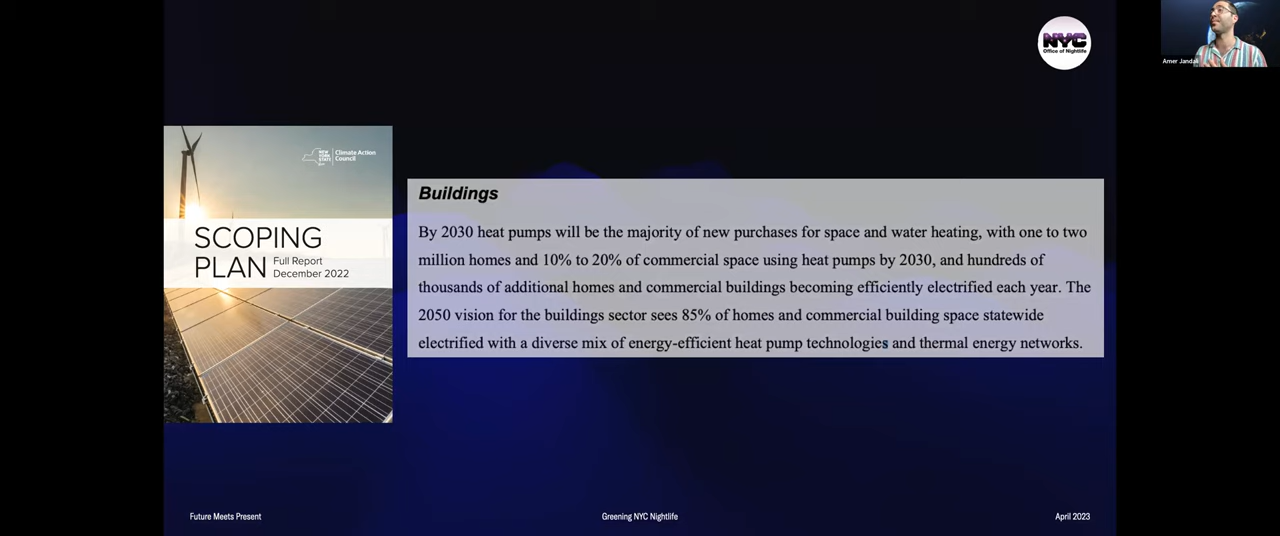 NYC
Office of Nightlife
Amer Jandali
NEW
YORK
STATE
Climate Action
Council
SCOPING
PLAN
Full Report
December 2022
Buildings
By 2030 heat pumps will be the majority of new purchases for space and water heating, with one to two
million homes and 10% to 20% of commercial space using heat pumps by 2030, and hundreds of
thousands of additional homes and commercial buildings becoming efficiently electrified each year. The
2050 vision for the buildings sector sees 85% of homes and commercial building space statewide
electrified with a diverse mix of energy-efficient heat pump technologies and thermal energy networks.
Future Meets Present
Greening NYC Nightlife
April 2023